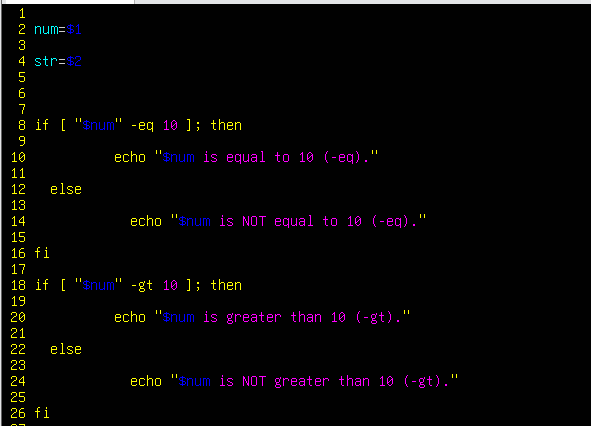 1
2 num=$1
3
4 str=$2
5
6
7
8 if [ "$num" -eq 10 ]; then
9
10 echo "$num is equal to 10 (-eq)."
11
12 else
13
14 echo "$num is NOT equal to 10 (-eq)."
15
16 fi
17
18 if [ "$num" -gt 10 ]; then
19
20 echo "$num is greater than 10 (-gt)."
21
22 else
23
24 echo "$num is NOT greater than 10 (-gt)."
25
26 fi